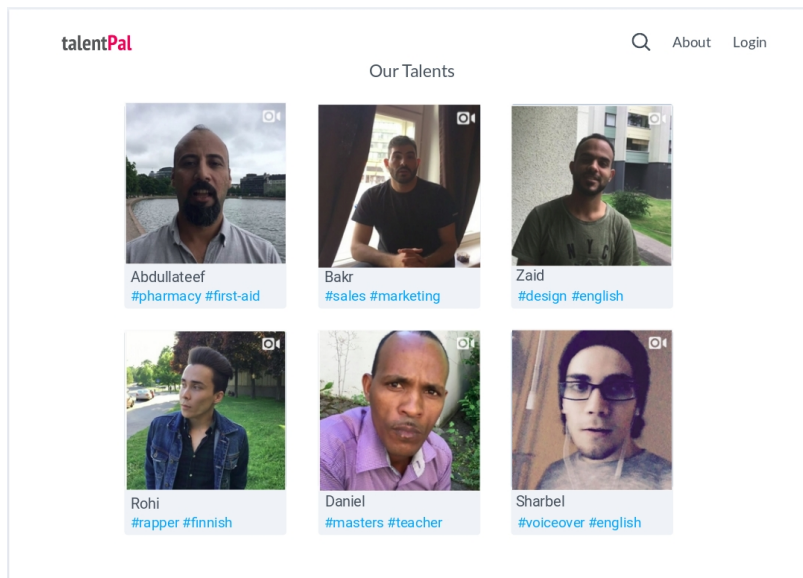 talentPal
About Login
Our Talents
Abdullateef
#pharmacy #first-aid
Bakr
#sales #marketing
Zaid
#design #english
Rohi
#rapper #finnish
Daniel
#masters #teacher
Sharbel
#voiceover #english